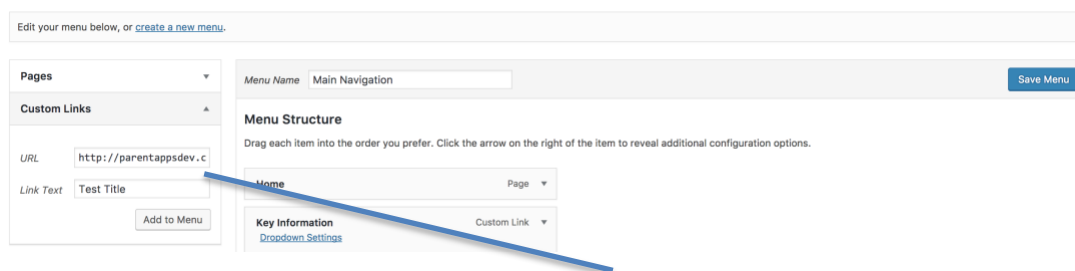 Edit your menu below, or create a new menu.
Pages
Custom Links
URL http://parentappsdev.c
Link Text Test Title
Add to Menu
Menu Name Main Navigation
Save Menu
Menu Structure
Drag each item into the order you prefer. Click the arrow on the right of the item to reveal additional configuration options.
Home Page
Key Information Custom Link
Dropdown Settings